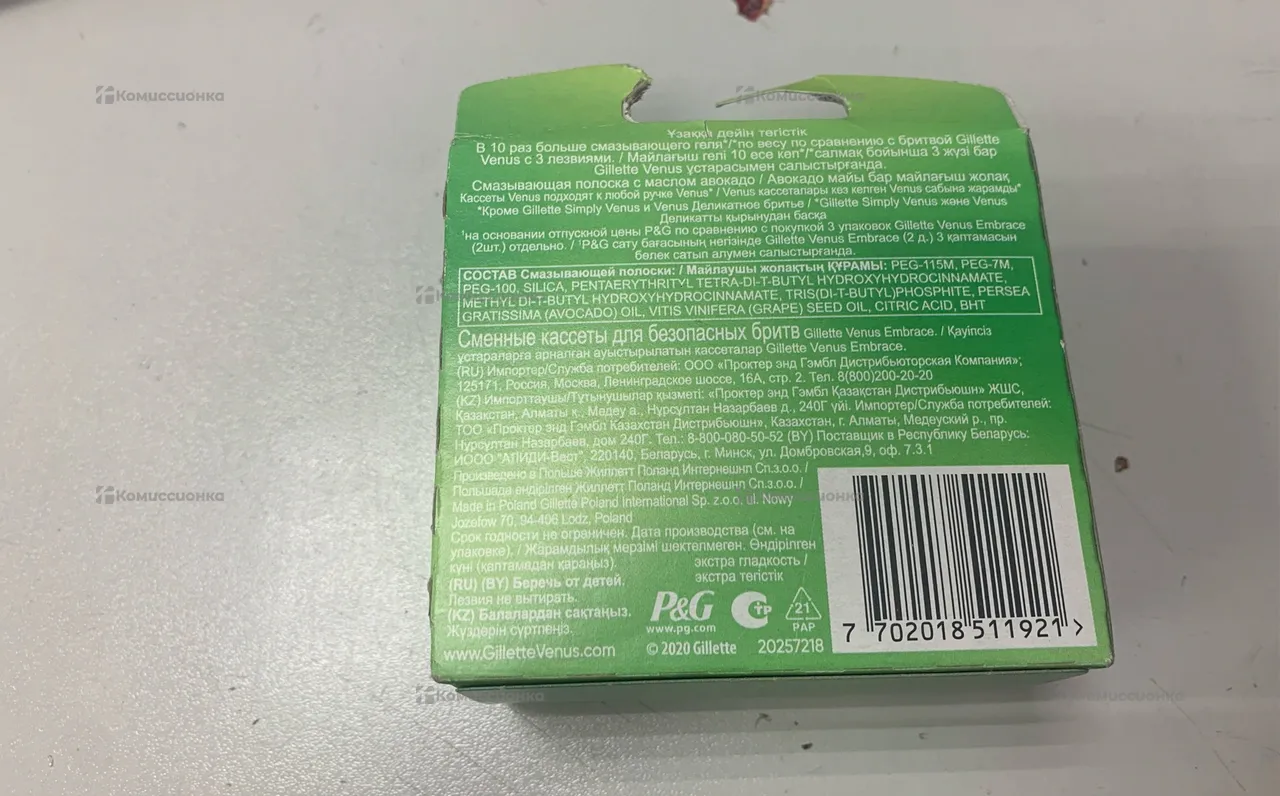 Ұзаққа дейін тегістік
В 10 раз больше смазывающего геля*/*по весу по сравнению с бритвой Gillette
Venus с 3 лезвиями. / Майлағыш гелі 10 есе көп*/*салмақ бойынша 3 жүзі бар
Gillette Venus ұстарасымен салыстырғанда.
Смазывающая полоска с маслом авокадо / Авокадо майы бар майлағыш жолақ
Кассеты Venus подходят к любой ручке Venus* / Venus кассеталары кез келген Venus сабына жарамды*
*Кроме Gillette Simply Venus и Venus Деликатное бритье / *Gillette Simply Venus және Venus
Деликатты қырынудан басқа
¹на основании отпускной цены P&G по сравнению с покупкой 3 упаковок Gillette Venus Embrace
(2шт.) отдельно. / ¹P&G сату бағасының негізінде Gillette Venus Embrace (2 д.) 3 қаптамасын
бөлек сатып алумен салыстырғанда.
СОСТАВ Смазывающей полоски: / Майлаушы жолақтың ҚҰРАМЫ: PEG-115M, PEG-7M,
PEG-100, SILICA, PENTAERYTHRITYL TETRA-DI-T-BUTYL HYDROXYHYDROCINNAMATE,
METHYL DI-T-BUTYL HYDROXYHYDROCINNAMATE, TRIS(DI-T-BUTYL)PHOSPHITE, PERSEA
GRATISSIMA (AVOCADO) OIL, VITIS VINIFERA (GRAPE) SEED OIL, CITRIC ACID, BHT
Сменные кассеты для безопасных бритв Gillette Venus Embrace. / Қауіпсіз
ұстараларға арналған ауыстырылатын кассеталар Gillette Venus Embrace.
(RU) Импортер/Служба потребителей: ООО «Проктер энд Гэмбл Дистрибьюторская Компания»;
125171, Россия, Москва, Ленинградское шоссе, 16А, стр. 2. Тел. 8(800)200-20-20
(KZ) Импорттаушы/Тұтынушылар қызметі: «Проктер энд Гэмбл Қазақстан Дистрибьюшн» ЖШС,
Қазақстан, Алматы қ., Медеу а., Нұрсұлтан Назарбаев д., 240Г үйі. Импортер/Служба потребителей:
ТОО «Проктер энд Гэмбл Казахстан Дистрибьюшн», Казахстан, г. Алматы, Медеуский р., пр.
Нурсултан Назарбаев, дом 240Г. Тел.: 8-800-080-50-52 (BY) Поставщик в Республику Беларусь:
ИООО "АЛИДИ-Вест", 220140, Беларусь, г. Минск, ул. Домбровская,9, оф. 7.3.1
Произведено в Польше Жиллетт Поланд Интернешнл Сп.з.о.о. /
Польшада өндірілген Жиллетт Поланд Интернешнл Сп.з.о.о. /
Made in Poland Gillette Poland International Sp. z.o.o. ul. Nowy
Jozefow 70, 94-406 Lodz, Poland
Срок годности не ограничен. Дата производства (см. на
упаковке). / Жарамдылық мерзімі шектелмеген. Өндірілген
күні (қаптамадан қараңыз).
экстра гладкость /
экстра тегістік
(RU) (BY) Беречь от детей.
Лезвия не вытирать.
(KZ) Балалардан сақтаңыз.
Жүздерін сүртпеңіз.
P&G
www.pg.com
СТР
21
PAP
www.GilletteVenus.com
© 2020 Gillette
20257218
7 702018 511921 >
Комиссионка
Комиссионка
Комиссионка
Комиссионка
Комиссионка
Комиссионка
Комиссионка